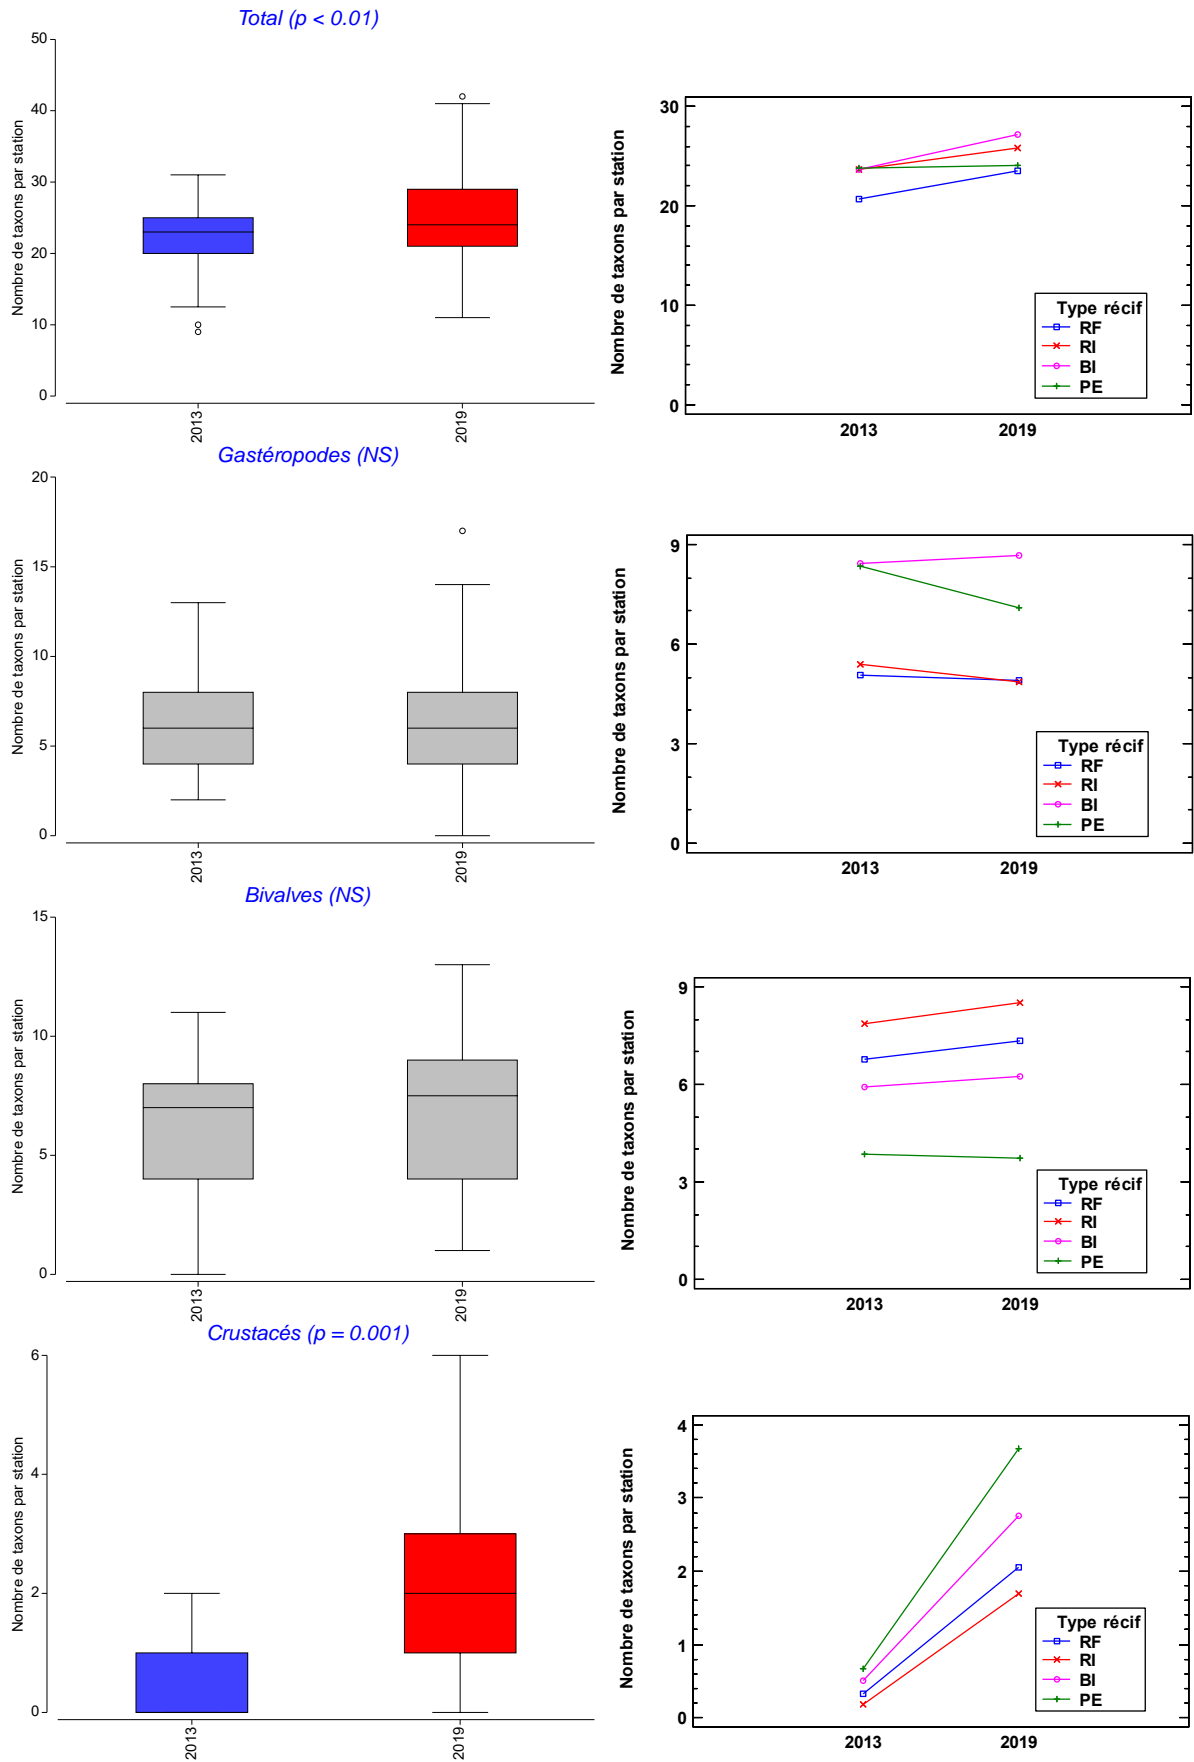 Total (p < 0.01)
Nombre de taxons par station
50
40
30
20
10
0
2013
2019
Nombre de taxons par station
30
20
10
0
Type récif
RF
RI
BI
PE
2013 2019
Gastéropodes (NS)
Nombre de taxons par station
20
15
10
5
0
2013
2019
Nombre de taxons par station
9
6
3
0
Type récif
RF
RI
BI
PE
2013 2019
Bivalves (NS)
Nombre de taxons par station
15
10
5
0
2013
2019
Nombre de taxons par station
9
6
3
0
Type récif
RF
RI
BI
PE
2013 2019
Crustacés (p = 0.001)
Nombre de taxons par station
6
4
2
0
2013
2019
Nombre de taxons par station
4
3
2
1
0
Type récif
RF
RI
BI
PE
2013 2019